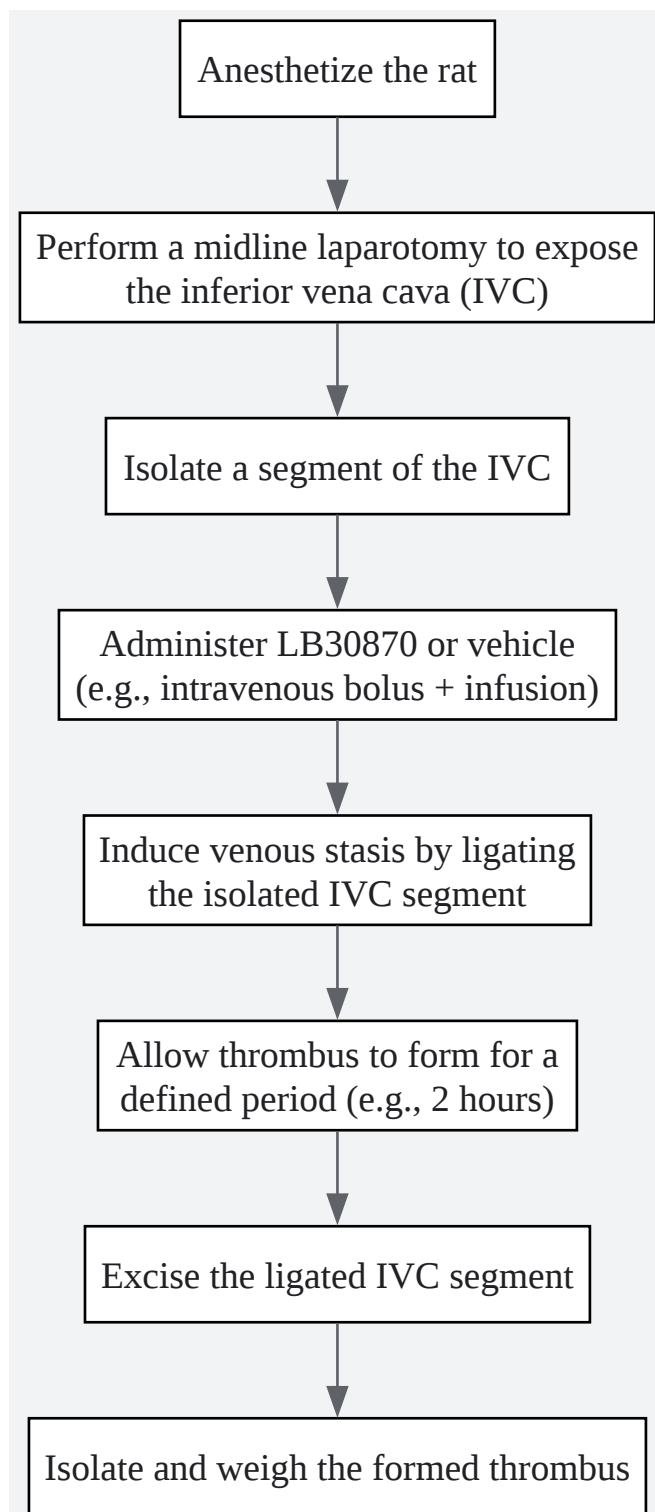 Anesthetize the rat
Perform a midline laparotomy to expose
the inferior vena cava (IVC)
Isolate a segment of the IVC
Administer LB30870 or vehicle
(e.g., intravenous bolus + infusion)
Induce venous stasis by ligating
the isolated IVC segment
Allow thrombus to form for a
defined period (e.g., 2 hours)
Excise the ligated IVC segment
Isolate and weigh the formed thrombus